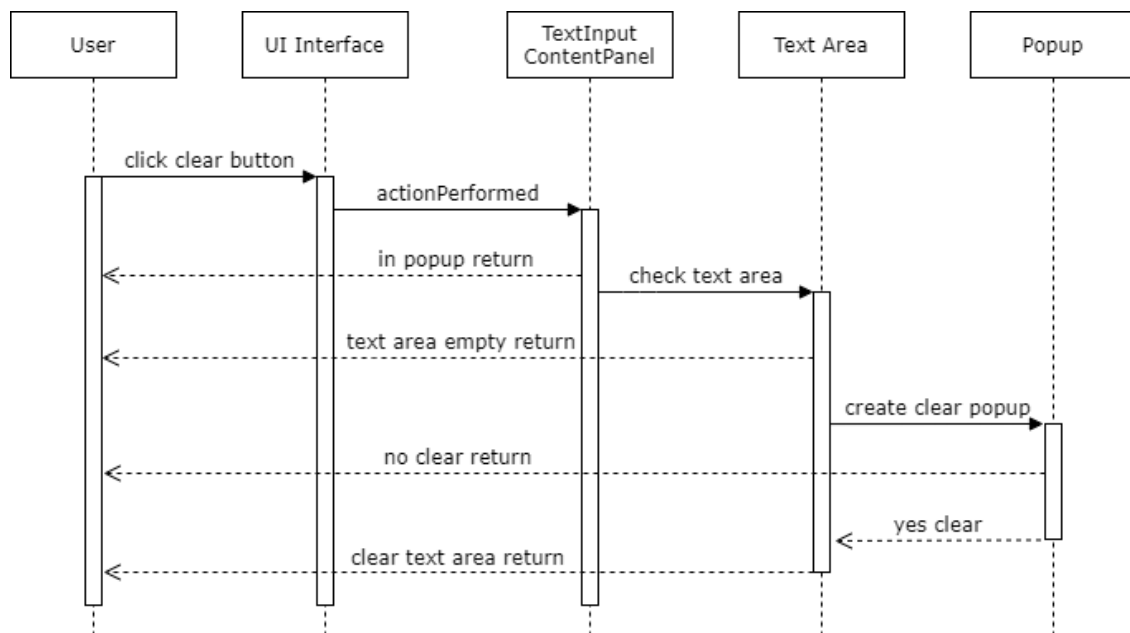 User
UI Interface
TextInput
ContentPanel
Text Area
Popup
click clear button
actionPerformed
in popup return
check text area
text area empty return
create clear popup
no clear return
yes clear
clear text area return